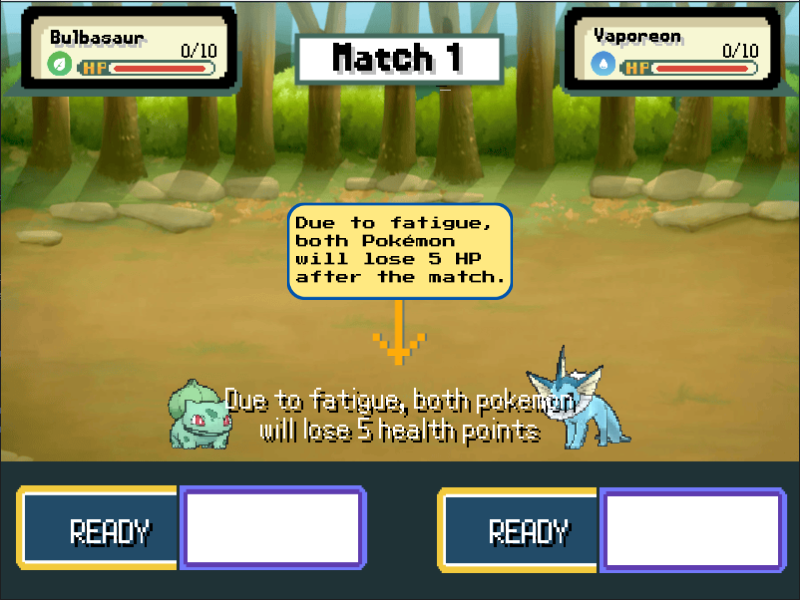 Bulbasaur
0/10
HP
Match 1
Vaporeon
0/10
HP
Due to fatigue,
both Pokémon
will lose 5 HP
after the match.
Due to fatigue, both pokemon
will lose 5 health points
READY
READY